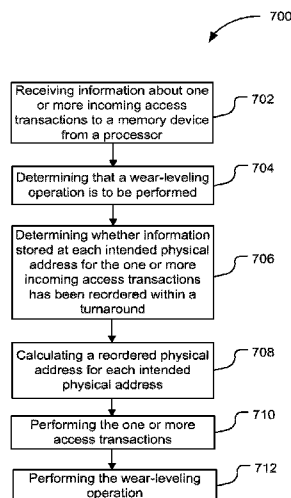 700
Receiving information about one
or more incoming access
transactions to a memory device
from a processor
702
Determining that a wear-leveling
operation is to be performed
704
Determining whether information
stored at each intended physical
address for the one or more
incoming access transactions
has been reordered within a
turnaround
706
Calculating a reordered physical
address for each intended
physical address
708
Performing the one or more
access transactions
710
Performing the wear-leveling
operation
712